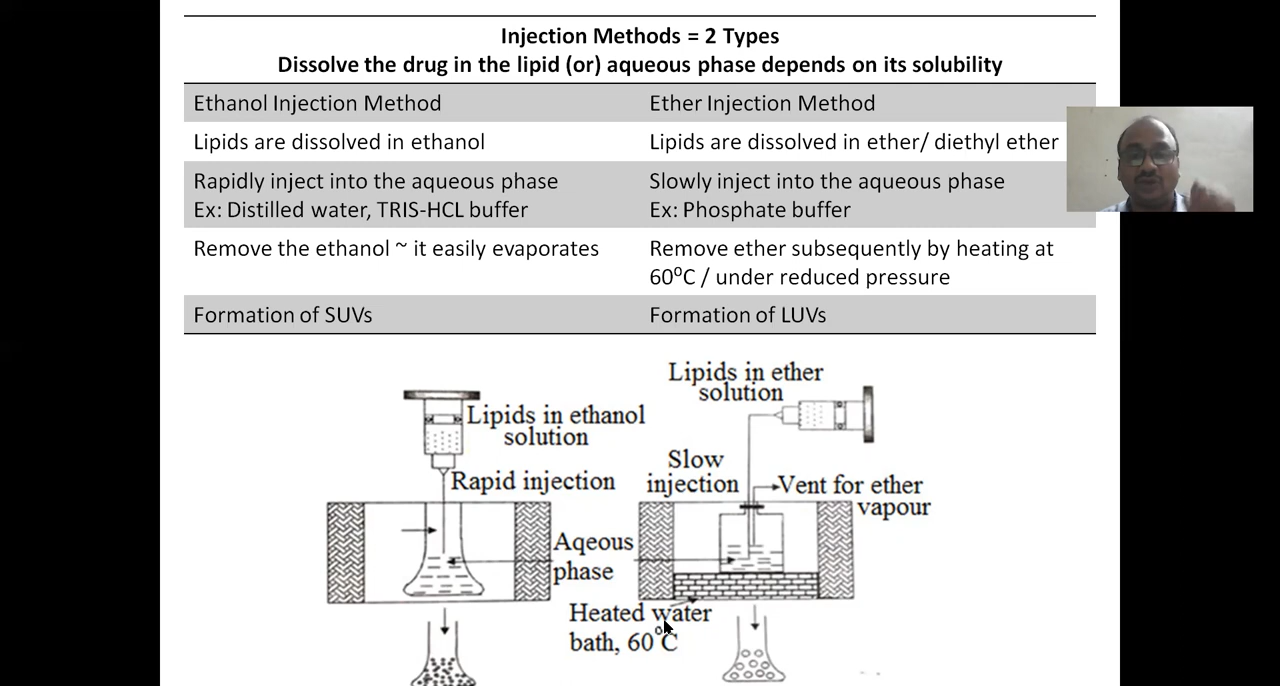 Injection Methods = 2 Types
Dissolve the drug in the lipid (or) aqueous phase depends on its solubility
Ethanol Injection Method
Ether Injection Method
Lipids are dissolved in ethanol
Lipids are dissolved in ether/ diethyl ether
Rapidly inject into the aqueous phase
Ex: Distilled water, TRIS-HCL buffer
Slowly inject into the aqueous phase
Ex: Phosphate buffer
Remove the ethanol ~ it easily evaporates
Remove ether subsequently by heating at
60⁰C / under reduced pressure
Formation of SUVs
Formation of LUVs
Lipids in ethanol
solution
Rapid injection
Aqeous
phase
Lipids in ether
solution
Slow
injection
Vent for ether
vapour
Heated water
bath, 60°C